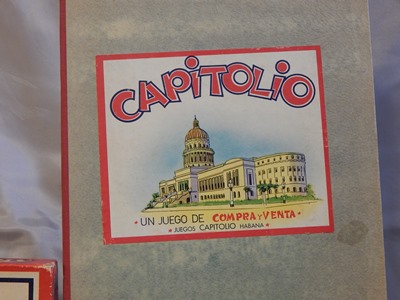 CAPITOLIO
UN JUEGO DE COMPRA Y VENTA
JUEGOS CAPITOLIO HABANA